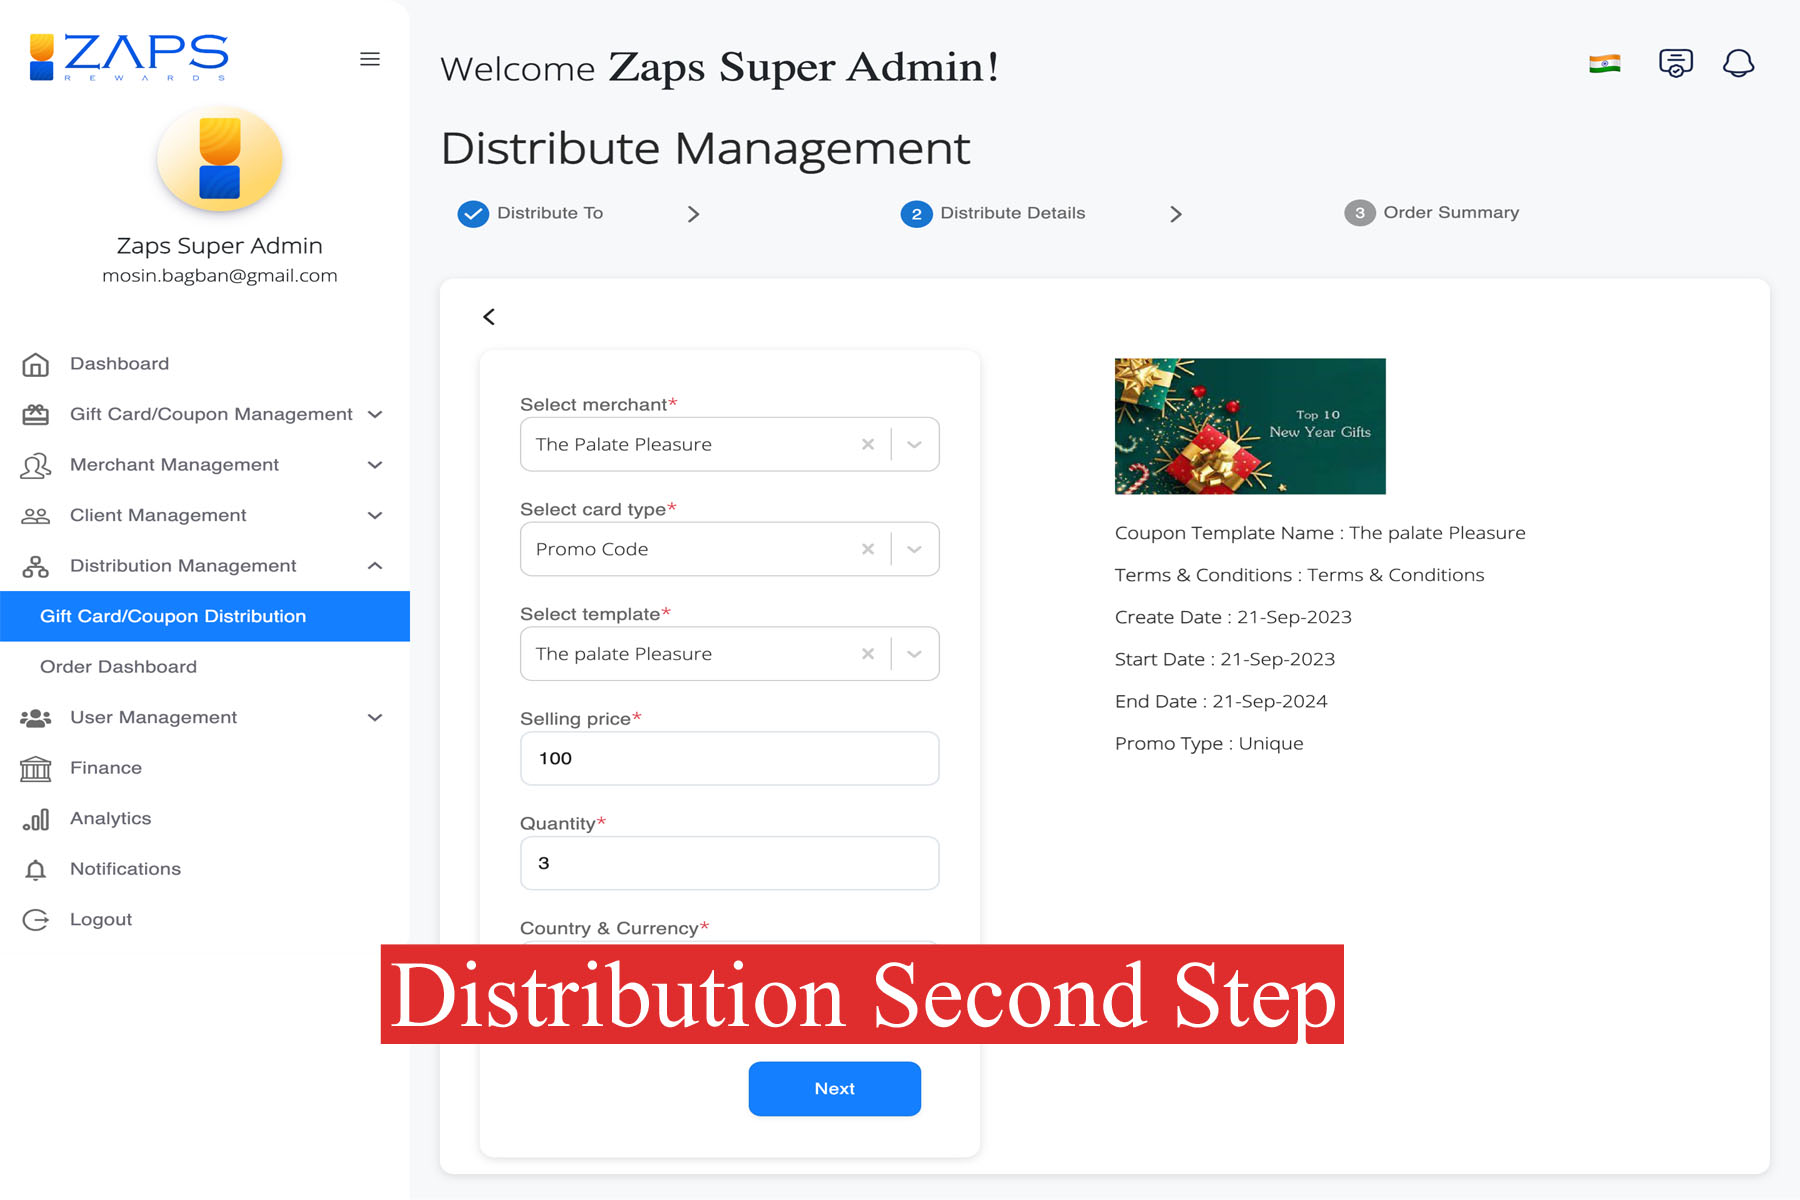 ZAPS
REWARDS
Zaps Super Admin
mosin.bagban@gmail.com
Dashboard
Gift Card/Coupon Management
Merchant Management
Client Management
Distribution Management
Gift Card/Coupon Distribution
Order Dashboard
User Management
Finance
Analytics
Notifications
Logout
Welcome Zaps Super Admin!
Distribute Management
Distribute To
2 Distribute Details
3 Order Summary
Select merchant*
The Palate Pleasure
Select card type*
Promo Code
Select template*
The palate Pleasure
Selling price*
100
Quantity*
3
Country & Currency*
Distribution Second Step
Next
Top 10
New Year Gifts
Coupon Template Name : The palate Pleasure
Terms & Conditions : Terms & Conditions
Create Date : 21-Sep-2023
Start Date : 21-Sep-2023
End Date : 21-Sep-2024
Promo Type : Unique